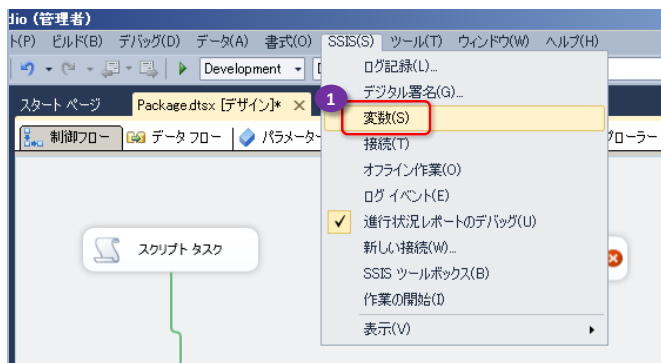 dio (管理者)
ト(P) ビルド(B) デバッグ(D) データ(A) 書式(O) SSIS(S) ツール(T) ウィンドウ(W) ヘルプ(H)
Development
スタート ページ Package.dtsx [デザイン]*
制御フロー データ フロー パラメーター
プローラー
スクリプト タスク
ログ記録(L)...
デジタル署名(G)...
1
変数(S)
接続(T)
オフライン作業(O)
ログ イベント(E)
進行状況レポートのデバッグ(U)
新しい接続(W)...
SSIS ツールボックス(B)
作業の開始(I)
表示(V)